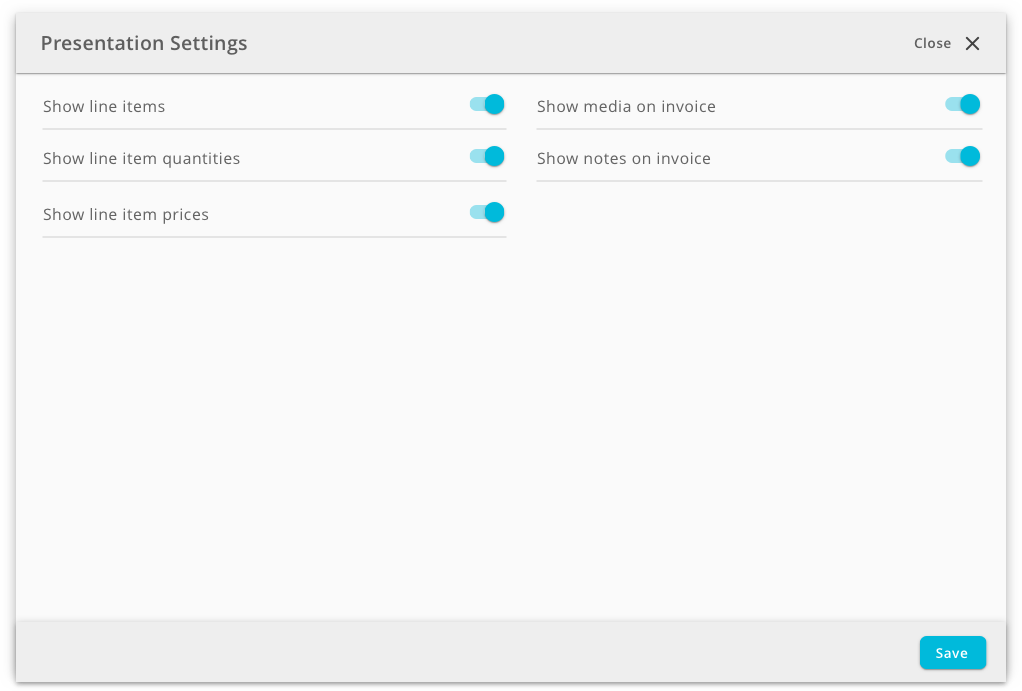 Presentation Settings
Close
Show line items
Show line item quantities
Show line item prices
Show media on invoice
Show notes on invoice
Save